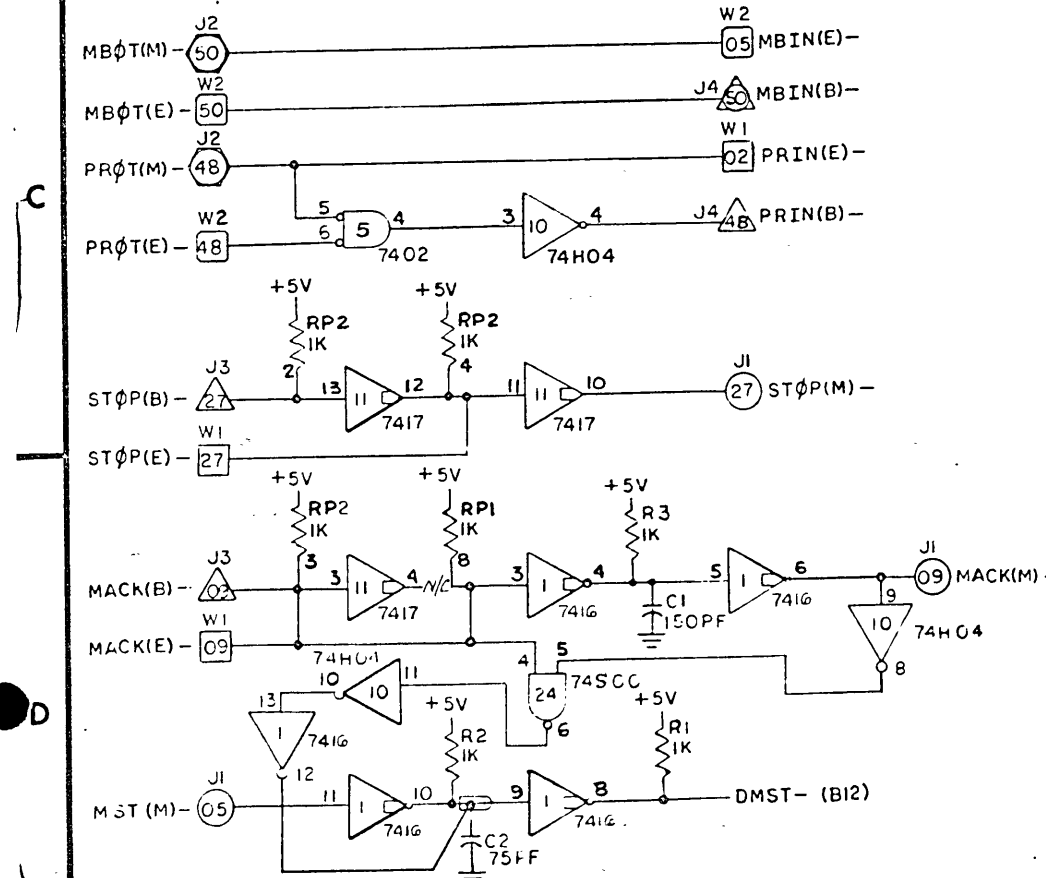 J2
W2
MBØT(M)- 50
05 MBIN(E)-
W2
MBØT(E)- 50
J4 50 MBIN(B)-
J2
W1
PRØT(M)- 48
02 PRIN(E)-
C
5
W2
6
5
4
7402
3
10
4
74H04
J4 48 PRIN(B)-
PRØT(E)- 48
+5V
+5V
RP2
1K
RP2
1K
J3
2
4
J1
STØP(B)- 27
13
11
12
7417
11
11
10
7417
27 STØP(M)-
W1
STØP(E)- 27
+5V
+5V
+5V
RP2
1K
RP1
1K
R3
1K
J3
3
8
J1
MACK(B)-
3
11
4
N/C
7417
3
1
4
7416
C1
150PF
5
1
6
7416
09 MACK(M)-
W1
MACK(E)- 09
9
10
74H04
8
4
5
24
6
10
10
11
13
1
7416
12
+5V
+5V
R2
1K
R1
1K
D
J1
MST (M)- 05
11
1
10
7416
9
1
8
7416
DMST- (B12)
C2